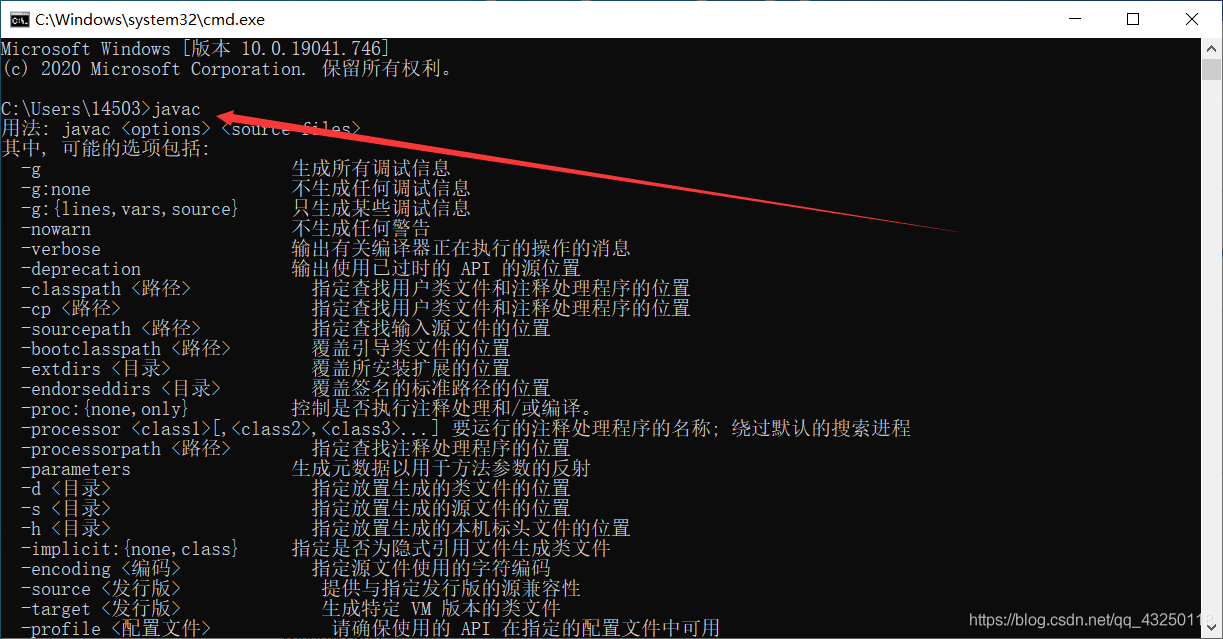 C:\Windows\system32\cmd.exe
Microsoft Windows [版本 10.0.19041.746]
(c) 2020 Microsoft Corporation. 保留所有权利。
C:\Users\14503>javac
用法: javac <options> <source files>
其中, 可能的选项包括:
-g 生成所有调试信息
-g:none 不生成任何调试信息
-g:{lines,vars,source} 只生成某些调试信息
-nowarn 不生成任何警告
-verbose 输出有关编译器正在执行的操作的消息
-deprecation 输出使用已过时的 API 的源位置
-classpath <路径> 指定查找用户类文件和注释处理程序的位置
-cp <路径> 指定查找用户类文件和注释处理程序的位置
-sourcepath <路径> 指定查找输入源文件的位置
-bootclasspath <路径> 覆盖引导类文件的位置
-extdirs <目录> 覆盖所安装扩展的位置
-endorseddirs <目录> 覆盖签名的标准路径的位置
-proc:{none,only} 控制是否执行注释处理和/或编译。
-processor <class1>[,<class2>,<class3>...] 要运行的注释处理程序的名称; 绕过默认的搜索进程
-processorpath <路径> 指定查找注释处理程序的位置
-parameters 生成元数据以用于方法参数的反射
-d <目录> 指定放置生成的类文件的位置
-s <目录> 指定放置生成的源文件的位置
-h <目录> 指定放置生成的本机标头文件的位置
-implicit:{none,class} 指定是否为隐式引用文件生成类文件
-encoding <编码> 指定源文件使用的字符编码
-source <发行版> 提供与指定发行版的源兼容性
-target <发行版> 生成特定 VM 版本的类文件
-profile <配置文件> 请确保使用的 API 在指定的配置文件中可用